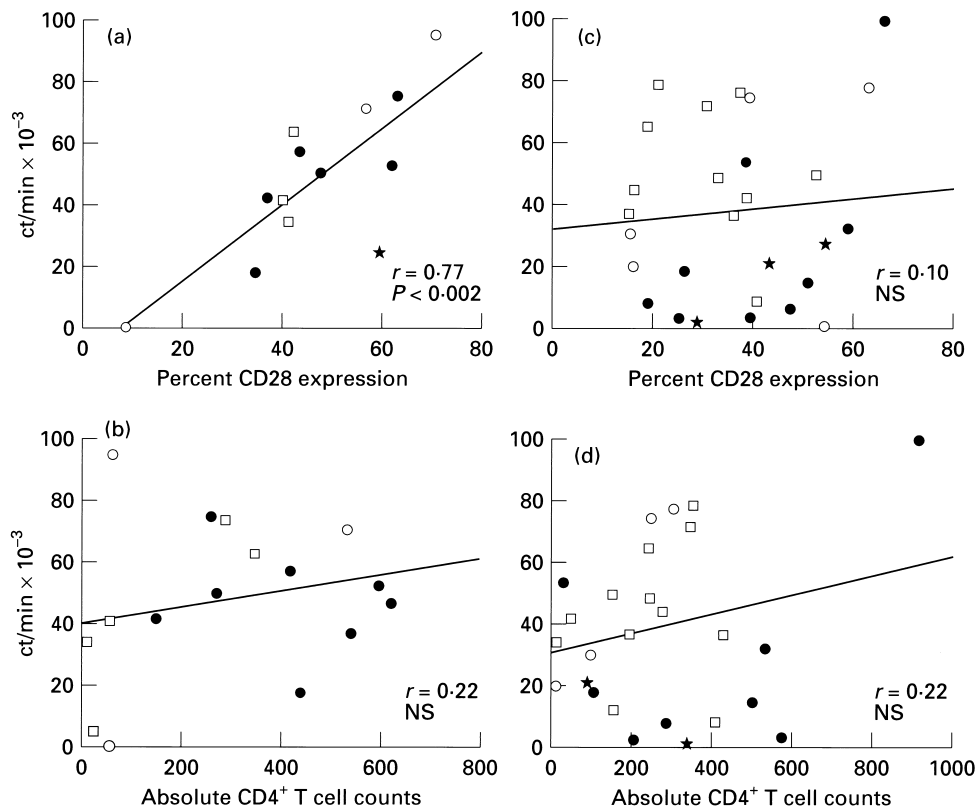 (a)
100
80
60
40
20
0
ct/min × 10⁻³
r = 0·77
P < 0·002
0 20 40 60 80
Percent CD28 expression
(c)
100
80
60
40
20
0
r = 0·10
NS
0 20 40 60 80
Percent CD28 expression
(b)
100
80
60
40
20
0
ct/min × 10⁻³
r = 0·22
NS
0 200 400 600 800
Absolute CD4⁺ T cell counts
(d)
100
80
60
40
20
0
r = 0·22
NS
0 200 400 600 800 1000
Absolute CD4⁺ T cell counts